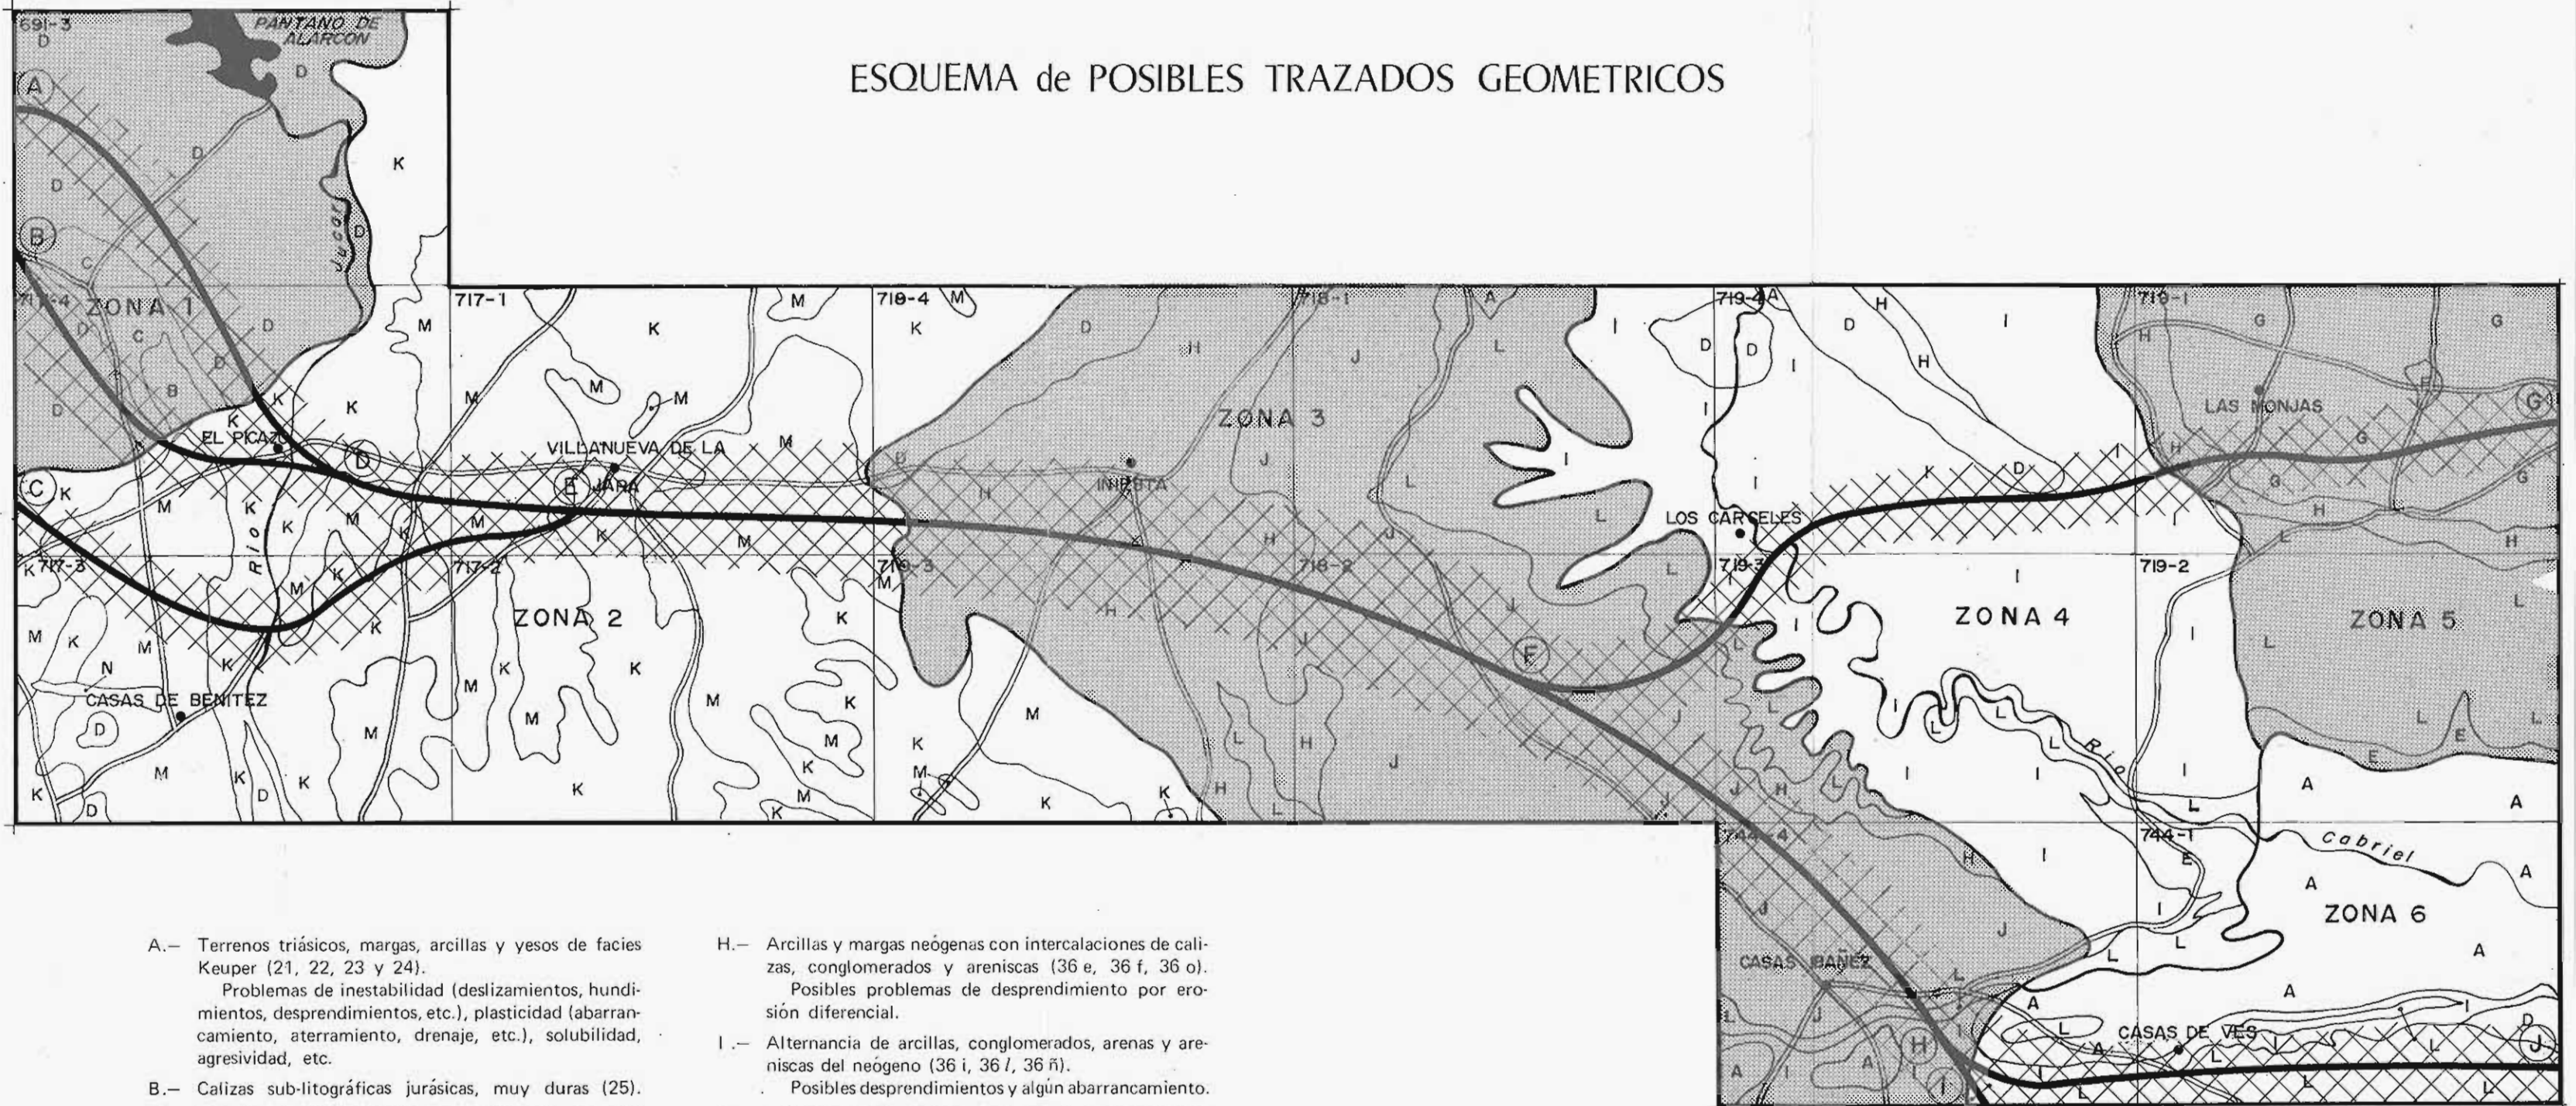 ESQUEMA de POSIBLES TRAZADOS GEOMETRICOS
691-3
D
PANTANO DE
ALARCON
D
A
D
K
D
Jucar
D
B
C
717-4
ZONA 1
D
C
D
D
B
D
K
K
K
M
EL PICAZO
D
C
K
717-1
M
K
M
M
M
VILLANUEVA DE LA
JARA
E
M
718-4
M
K
D
H
718-1
A
J
L
ZONA 3
D
INIESTA
H
J
L
J
H
L
I
I
719-4
A
D
D
I
I
I
LOS CARCELES
H
D
H
I
K
D
I
719-1
H
G
G
F
LAS MONJAS
G
G
H
G
G
H
L
H
717-3
K
M
K
K
M
K
Rio
M
K
K
M
K
M
N
K
CASAS DE BENITEZ
D
M
K
D
K
D
K
M
717-2
M
K
M
ZONA 2
K
M
K
M
K
M
K
K
M
K
M
K
M
718-3
M
H
M
K
M
K
K
718-2
J
J
F
L
H
L
H
J
L
H
J
J
719-3
I
L
I
L
J
H
L
I
ZONA 4
I
L
L
L
Rio
I
I
719-2
I
I
L
ZONA 5
L
L
L
L
E
E
A
A
744-4
J
H
I
J
CASAS IBAÑEZ
L
J
A
I
A
H
I
L
744-1
E
Cabriel
A
A
ZONA 6
I
L
L
A
A
A
L
CASAS DE VES
A
L
I
L
I
D
J
L
L
L
L
A.— Terrenos triásicos, margas, arcillas y yesos de facies
Keuper (21, 22, 23 y 24).
Problemas de inestabilidad (deslizamientos, hundi-
mientos, desprendimientos, etc.), plasticidad (abarran-
camiento, aterramiento, drenaje, etc.), solubilidad,
agresividad, etc.
B.— Calizas sub-litográficas jurásicas, muy duras (25).
H.— Arcillas y margas neógenas con intercalaciones de cali-
zas, conglomerados y areniscas (36 e, 36 f, 36 o).
Posibles problemas de desprendimiento por ero-
sión diferencial.
I .— Alternancia de arcillas, conglomerados, arenas y are-
niscas del neógeno (36 i, 36 l, 36 ñ).
Posibles desprendimientos y algún abarrancamiento.